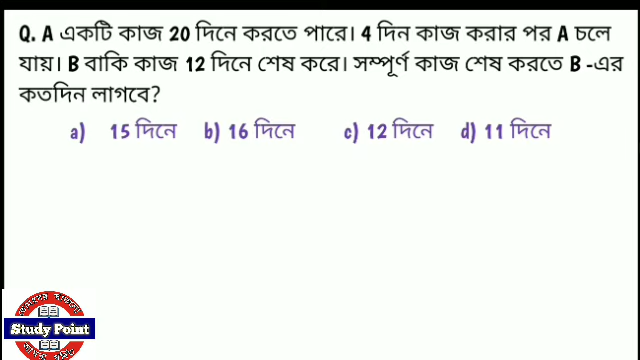 Q. A একটি কাজ 20 দিনে করতে পারে। 4 দিন কাজ করার পর A চলে
যায়। B বাকি কাজ 12 দিনে শেষ করে। সম্পূর্ণ কাজ শেষ করতে B -এর
কতদিন লাগবে?
a) 15 দিনে b) 16 দিনে c) 12 দিনে d) 11 দিনে
Study Point